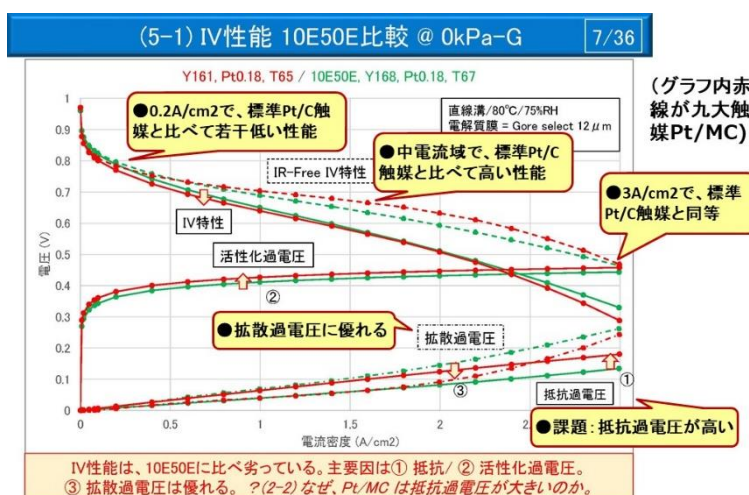 (5-1) IV性能 10E50E比較 @ 0kPa-G
7/36
Y161, Pt0.18, T65 / 10E50E, Y168, Pt0.18, T67
(グラフ内赤
線が九大触
媒Pt/MC)
●0.2A/cm2で、標準Pt/C触
媒と比べて若干低い性能
直線溝/80℃/75%RH
電解質膜 = Gore select 12μm
IR-Free IV特性
●中電流域で、標準Pt/C
触媒と比べて高い性能
●3A/cm2で、標準
Pt/C触媒と同等
IV特性
活性化過電圧
②
●拡散過電圧に優れる
拡散過電圧
③
①
抵抗過電圧
●課題:抵抗過電圧が高い
電圧 (V)
1
0.9
0.8
0.7
0.6
0.5
0.4
0.3
0.2
0.1
0
0
0.5
1
1.5
2
電流密度 (A/cm2)
IV性能は、10E50Eに比べ劣っている。主要因は① 抵抗/ ② 活性化過電圧。
③ 拡散過電圧は優れる。 ?(2-2) なぜ、Pt/MC は抵抗過電圧が大きいのか。